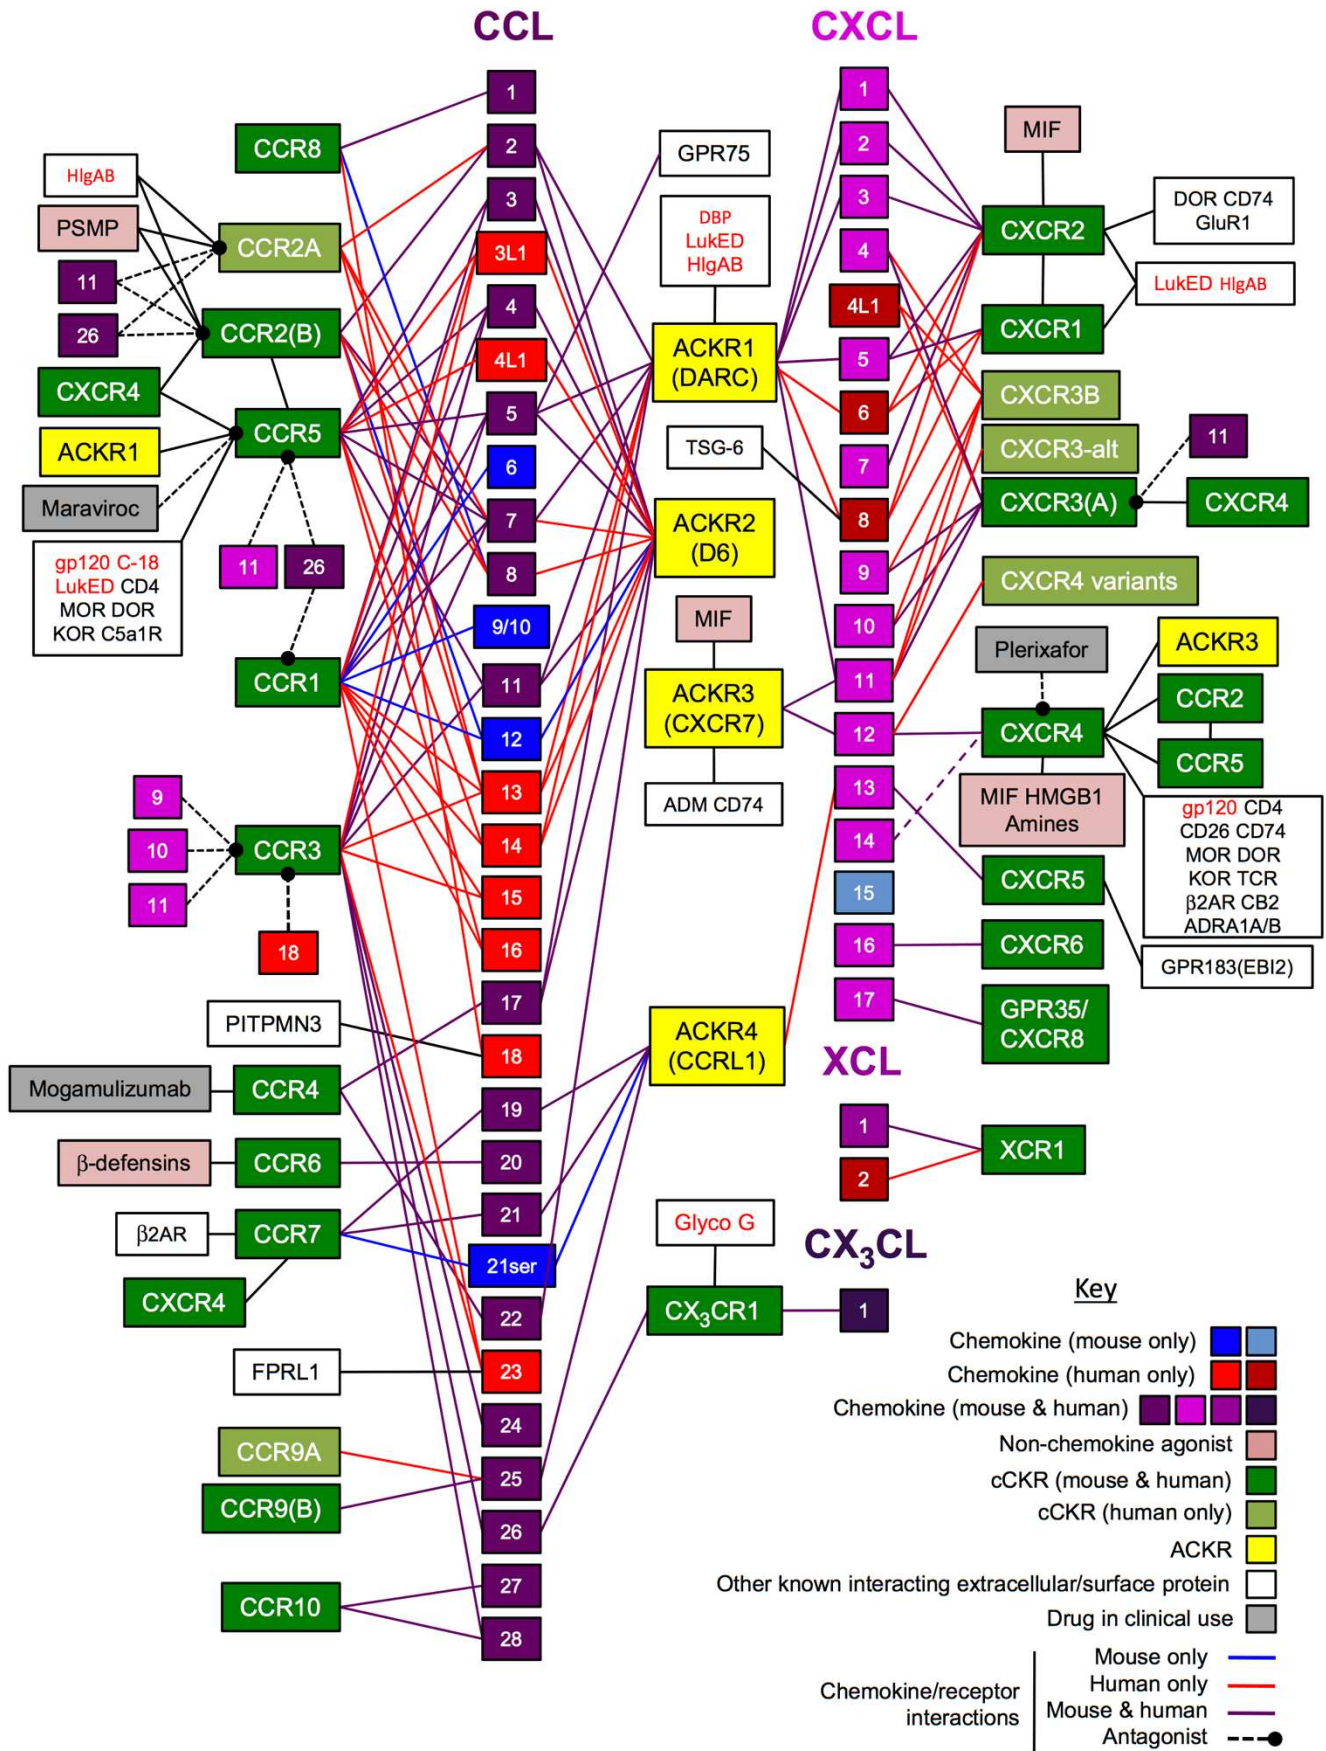 CCL
CXCL
CCR8
HlgAB
PSMP
11
26
CCR2A
CCR2(B)
CXCR4
CCR5
ACKR1
Maraviroc
gp120 C-18
LukED CD4
MOR DOR
KOR C5a1R
11
26
CCR1
9
10
11
CCR3
18
PITPMN3
Mogamulizumab
CCR4
β-defensins
CCR6
β2AR
CCR7
CXCR4
FPRL1
CCR9A
CCR9(B)
CCR10
1
2
3
3L1
4
4L1
5
6
7
8
9/10
11
12
13
14
15
16
17
18
19
20
21
21ser
22
23
24
25
26
27
28
GPR75
DBP
LukED
HlgAB
ACKR1
(DARC)
TSG-6
ACKR2
(D6)
MIF
ACKR3
(CXCR7)
ADM CD74
ACKR4
(CCRL1)
Glyco G
CX3CR1
1
2
3
4
4L1
5
6
7
8
9
10
11
12
13
14
15
16
17
XCL
1
2
CX3CL
1
MIF
CXCR2
DOR CD74
GluR1
LukED HlgAB
CXCR1
CXCR3B
CXCR3-alt
CXCR3(A)
11
CXCR4
CXCR4 variants
Plerixafor
ACKR3
CCR2
CXCR4
CCR5
MIF HMGB1
Amines
gp120 CD4
CD26 CD74
MOR DOR
KOR TCR
β2AR CB2
ADRA1A/B
CXCR5
CXCR6
GPR183(EBI2)
GPR35/
CXCR8
XCR1
Key
Chemokine (mouse only)
Chemokine (human only)
Chemokine (mouse & human)
Non-chemokine agonist
cCKR (mouse & human)
cCKR (human only)
ACKR
Other known interacting extracellular/surface protein
Drug in clinical use
Chemokine/receptor
interactions
Mouse only
Human only
Mouse & human
Antagonist